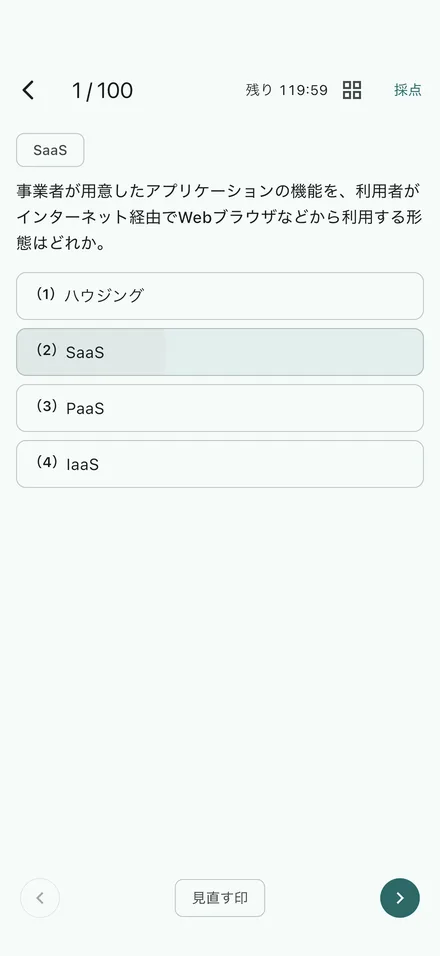 1 / 100
残り 119:59
採点
SaaS
事業者が用意したアプリケーションの機能を、利用者が
インターネット経由でWebブラウザなどから利用する形
態はどれか。
(1) ハウジング
(2) SaaS
(3) PaaS
(4) IaaS
見直す印